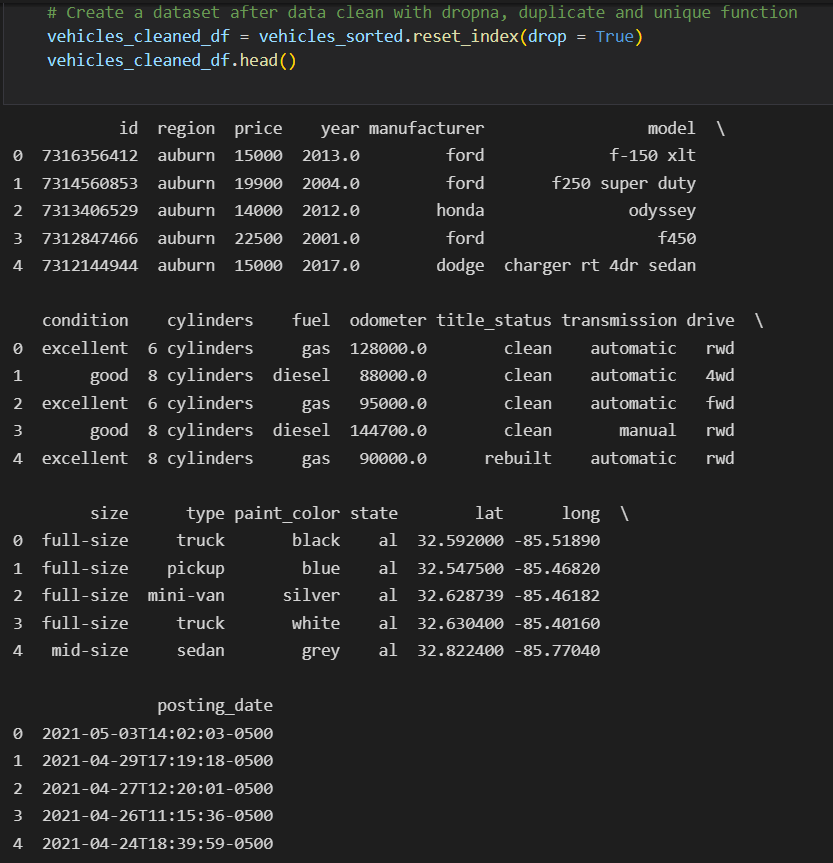 # Create a dataset after data clean with dropna, duplicate and unique function
vehicles_cleaned_df = vehicles_sorted.reset_index(drop = True)
vehicles_cleaned_df.head()
id region price year manufacturer model \
0 7316356412 auburn 15000 2013.0 ford f-150 xlt
1 7314560853 auburn 19900 2004.0 ford f250 super duty
2 7313406529 auburn 14000 2012.0 honda odyssey
3 7312847466 auburn 22500 2001.0 ford f450
4 7312144944 auburn 15000 2017.0 dodge charger rt 4dr sedan
condition cylinders fuel odometer title_status transmission drive \
0 excellent 6 cylinders gas 128000.0 clean automatic rwd
1 good 8 cylinders diesel 88000.0 clean automatic 4wd
2 excellent 6 cylinders gas 95000.0 clean automatic fwd
3 good 8 cylinders diesel 144700.0 clean manual rwd
4 excellent 8 cylinders gas 90000.0 rebuilt automatic rwd
size type paint_color state lat long \
0 full-size truck black al 32.592000 -85.51890
1 full-size pickup blue al 32.547500 -85.46820
2 full-size mini-van silver al 32.628739 -85.46182
3 full-size truck white al 32.630400 -85.40160
4 mid-size sedan grey al 32.822400 -85.77040
posting_date
0 2021-05-03T14:02:03-0500
1 2021-04-29T17:19:18-0500
2 2021-04-27T12:20:01-0500
3 2021-04-26T11:15:36-0500
4 2021-04-24T18:39:59-0500